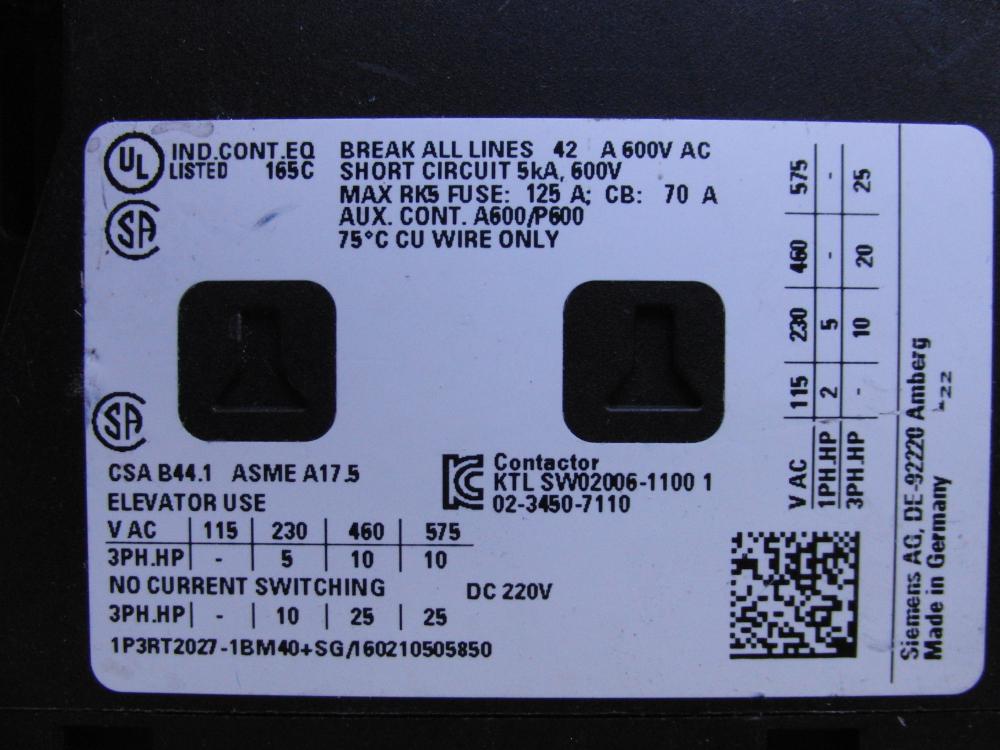 UL IND.CONT.EQ
LISTED 165C
SA
BREAK ALL LINES 42 A 600V AC
SHORT CIRCUIT 5kA, 600V
MAX RK5 FUSE: 125 A; CB: 70 A
AUX. CONT. A600/P600
75°C CU WIRE ONLY
V AC 115 230 460 575
1PH.HP 2 5 - -
3PH.HP - 10 20 25
SA
CSA B44.1 ASME A17.5
ELEVATOR USE
V AC 115 230 460 575
3PH.HP - 5 10 10
NO CURRENT SWITCHING
3PH.HP - 10 25 25
DC 220V
1P3RT2027-1BM40+SG/160210505850
Contactor
KTL SW02006-1100 1
02-3450-7110
Siemens AG, DE-92220 Amberg
Made in Germany
-22